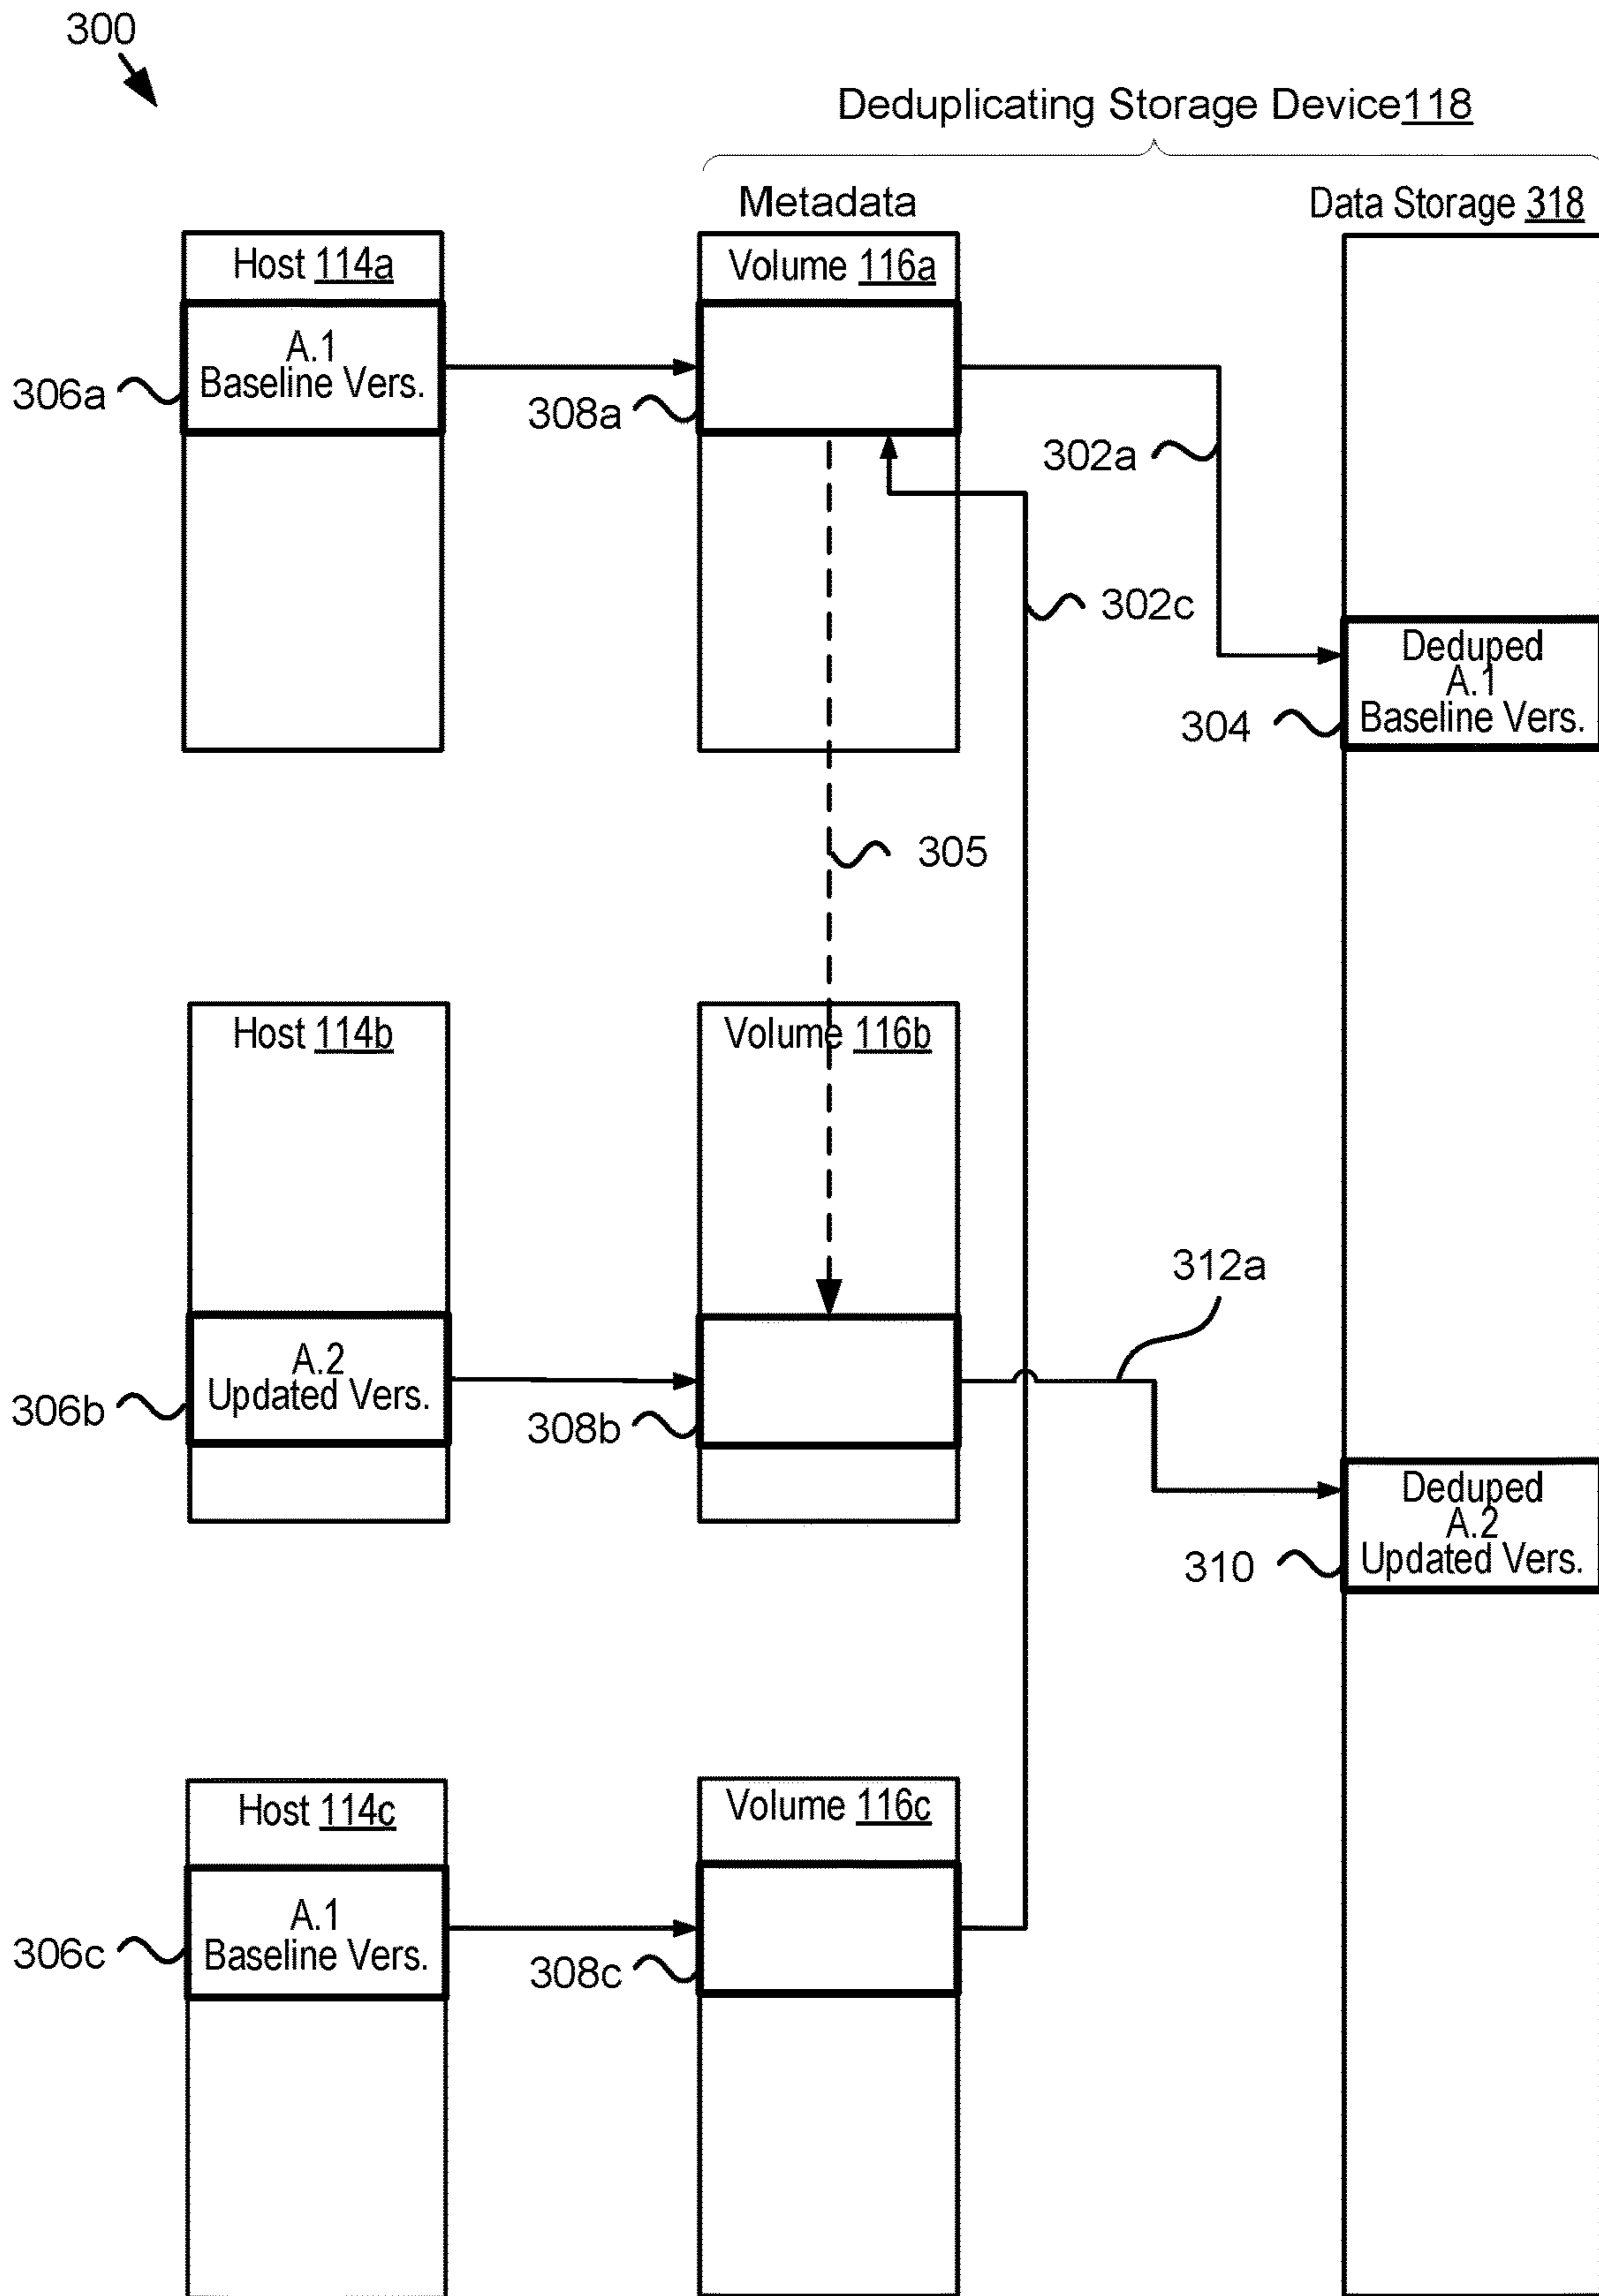 300
Deduplicating Storage Device118
Metadata
Data Storage 318
Host 114a
Volume 116a
A.1
Baseline Vers.
306a
308a
302a
302c
Deduped
A.1
Baseline Vers.
304
305
Host 114b
Volume 116b
312a
A.2
Updated Vers.
306b
308b
Deduped
A.2
Updated Vers.
310
Host 114c
Volume 116c
A.1
Baseline Vers.
306c
308c